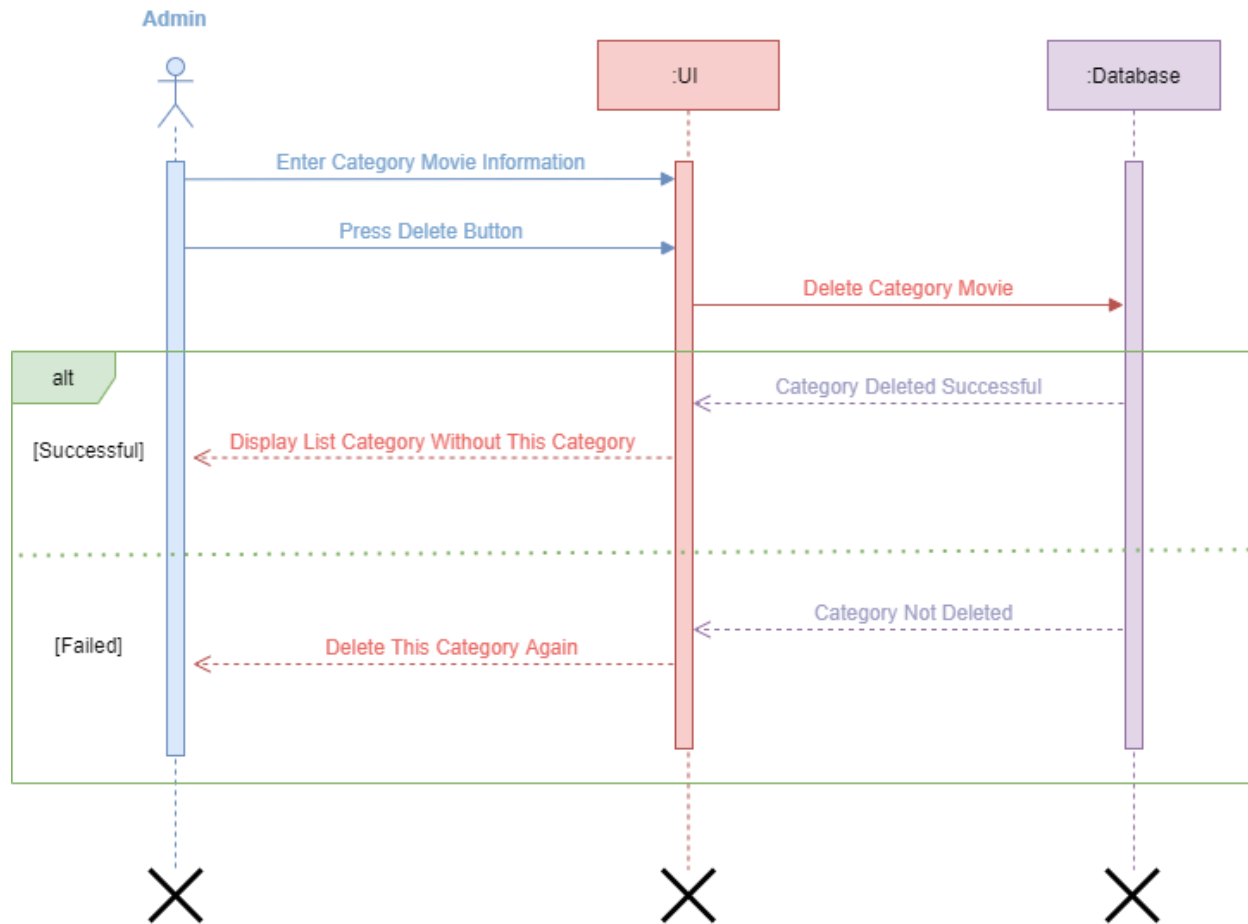 Admin
:UI
:Database
Enter Category Movie Information
Press Delete Button
Delete Category Movie
alt
Category Deleted Successful
[Successful]
Display List Category Without This Category
Category Not Deleted
[Failed]
Delete This Category Again